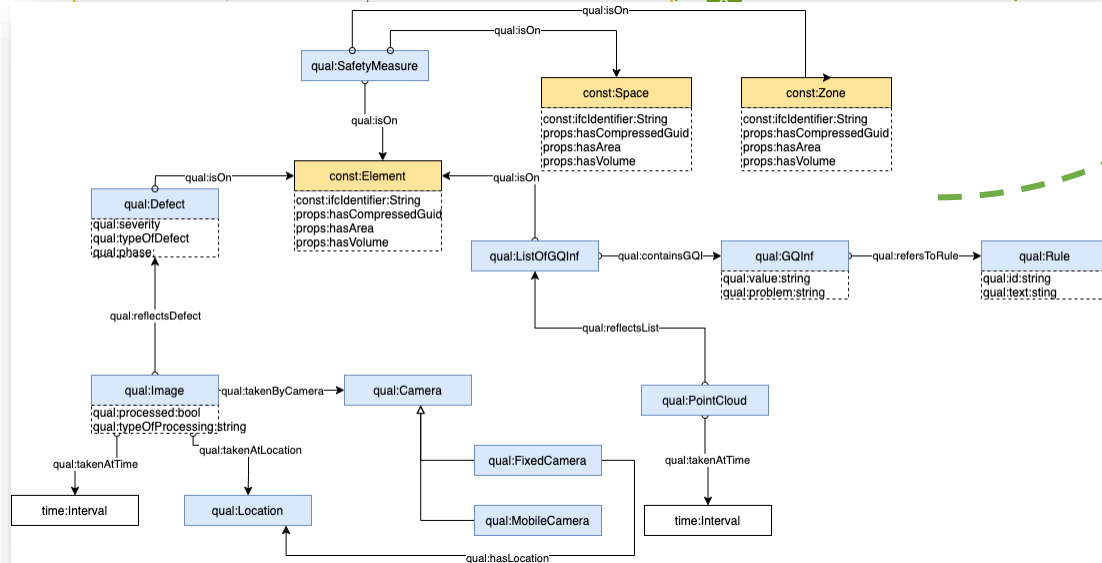 qual:isOn
qual:isOn
qual:SafetyMeasure
const:Space
const:ifcIdentifier:String
props:hasCompressedGuid
props:hasArea
props:hasVolume
const:Zone
const:ifcIdentifier:String
props:hasCompressedGuid
props:hasArea
props:hasVolume
qual:isOn
qual:isOn
const:Element
const:ifcIdentifier:String
props:hasCompressedGuid
props:hasArea
props:hasVolume
qual:isOn
qual:Defect
qual:severity
qual:typeOfDefect
qual:phase:
qual:ListOfGQInf
qual:containsGQI
qual:GQInf
qual:value:string
qual:problem:string
qual:refersToRule
qual:Rule
qual:id:string
qual:text:sting
qual:reflectsDefect
qual:reflectsList
qual:Image
qual:processed:bool
qual:typeOfProcessing:string
qual:takenByCamera
qual:Camera
qual:PointCloud
qual:takenAtTime
qual:takenAtLocation
qual:FixedCamera
qual:takenAtTime
time:Interval
qual:Location
qual:MobileCamera
time:Interval
qual:hasLocation